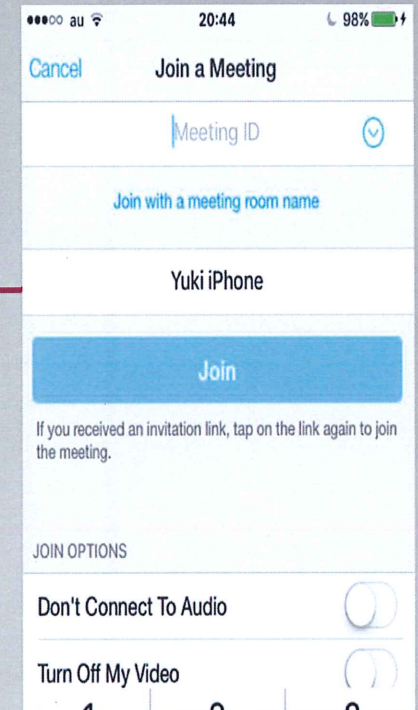 au 20:44 98%
Cancel Join a Meeting
Meeting ID
Join with a meeting room name
Yuki iPhone
Join
If you received an invitation link, tap on the link again to join
the meeting.
JOIN OPTIONS
Don't Connect To Audio
Turn Off My Video